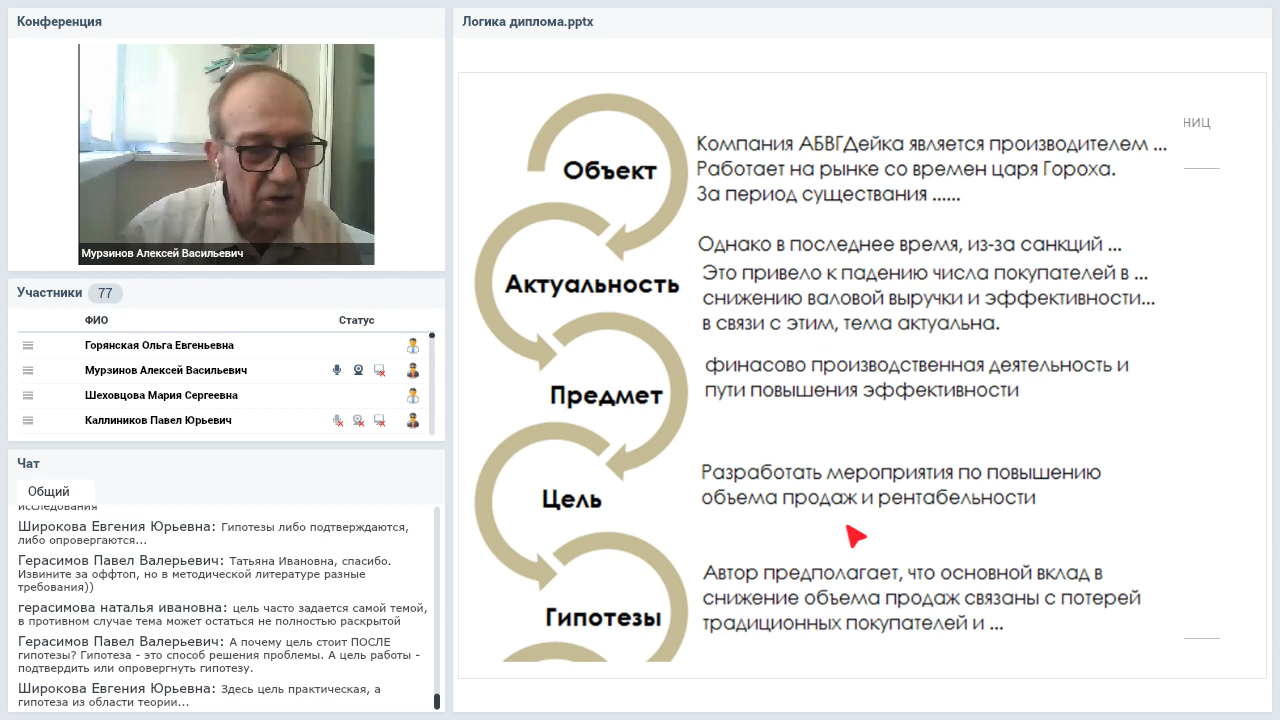 Конференция
Мурзинов Алексей Васильевич
Участники 77
ФИО Статус
Горянская Ольга Евгеньевна
Мурзинов Алексей Васильевич
Шеховцова Мария Сергеевна
Каллиников Павел Юрьевич
Чат
Общий
исследования
Широкова Евгения Юрьевна: Гипотезы либо подтверждаются,
либо опровергаются...
Герасимов Павел Валерьевич: Татьяна Ивановна, спасибо.
Извините за оффтоп, но в методической литературе разные
требования))
герасимова наталья ивановна: цель часто задается самой темой,
в противном случае тема может остаться не полностью раскрытой
Герасимов Павел Валерьевич: А почему цель стоит ПОСЛЕ
гипотезы? Гипотеза - это способ решения проблемы. А цель работы -
подтвердить или опровергнуть гипотезу.
Широкова Евгения Юрьевна: Здесь цель практическая, а
гипотеза из области теории...
Логика диплома.pptx
ниц
Объект
Компания АБВГДейка является производителем ...
Работает на рынке со времен царя Гороха.
За период существания ......
Актуальность
Однако в последнее время, из-за санкций ...
Это привело к падению числа покупателей в ...
снижению валовой выручки и эффективности...
в связи с этим, тема актуальна.
Предмет
финасово производственная деятельность и
пути повышения эффективности
Цель
Разработать мероприятия по повышению
объема продаж и рентабельности
Гипотезы
Автор предполагает, что основной вклад в
снижение объема продаж связаны с потерей
традиционных покупателей и ...